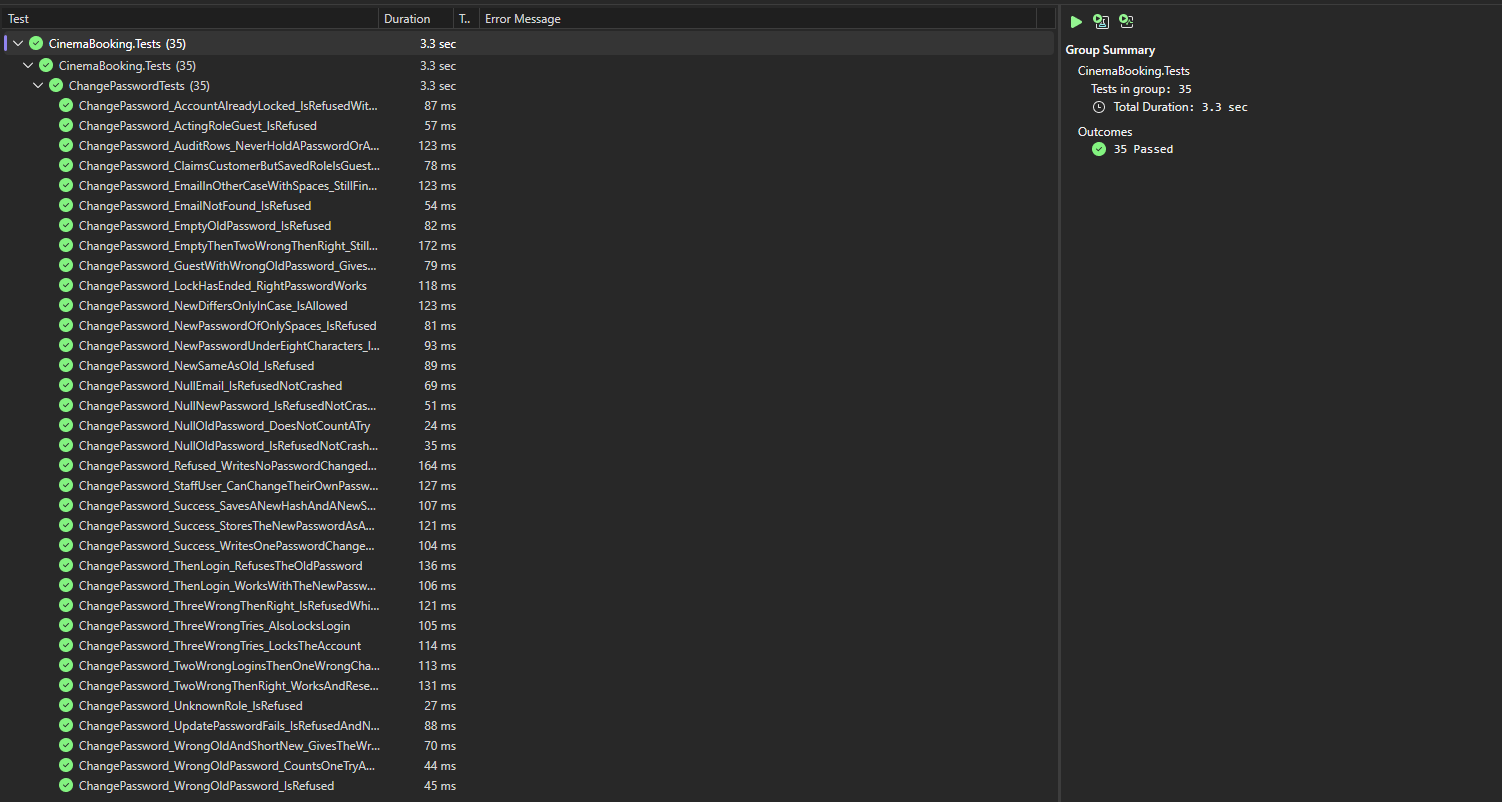 Test Duration T.. Error Message
CinemaBooking.Tests (35) 3.3 sec
CinemaBooking.Tests (35) 3.3 sec
ChangePasswordTests (35) 3.3 sec
ChangePassword_AccountAlreadyLocked_IsRefusedWit... 87 ms
ChangePassword_ActingRoleGuest_IsRefused 57 ms
ChangePassword_AuditRows_NeverHoldAPasswordOrA... 123 ms
ChangePassword_ClaimsCustomerButSavedRoleIsGuest... 78 ms
ChangePassword_EmailInOtherCaseWithSpaces_StillFin... 123 ms
ChangePassword_EmailNotFound_IsRefused 54 ms
ChangePassword_EmptyOldPassword_IsRefused 82 ms
ChangePassword_EmptyThenTwoWrongThenRight_Still... 172 ms
ChangePassword_GuestWithWrongOldPassword_Gives... 79 ms
ChangePassword_LockHasEnded_RightPasswordWorks 118 ms
ChangePassword_NewDiffersOnlyInCase_IsAllowed 123 ms
ChangePassword_NewPasswordOfOnlySpaces_IsRefused 81 ms
ChangePassword_NewPasswordUnderEightCharacters_I... 93 ms
ChangePassword_NewSameAsOld_IsRefused 89 ms
ChangePassword_NullEmail_IsRefusedNotCrashed 69 ms
ChangePassword_NullNewPassword_IsRefusedNotCras... 51 ms
ChangePassword_NullOldPassword_DoesNotCountATry 24 ms
ChangePassword_NullOldPassword_IsRefusedNotCrash... 35 ms
ChangePassword_Refused_WritesNoPasswordChanged... 164 ms
ChangePassword_StaffUser_CanChangeTheirOwnPassw... 127 ms
ChangePassword_Success_SavesANewHashAndANewS... 107 ms
ChangePassword_Success_StoresTheNewPasswordAsA... 121 ms
ChangePassword_Success_WritesOnePasswordChange... 104 ms
ChangePassword_ThenLogin_RefusesTheOldPassword 136 ms
ChangePassword_ThenLogin_WorksWithTheNewPassw... 106 ms
ChangePassword_ThreeWrongThenRight_IsRefusedWhi... 121 ms
ChangePassword_ThreeWrongTries_AlsoLocksLogin 105 ms
ChangePassword_ThreeWrongTries_LocksTheAccount 114 ms
ChangePassword_TwoWrongLoginsThenOneWrongCha... 113 ms
ChangePassword_TwoWrongThenRight_WorksAndRese... 131 ms
ChangePassword_UnknownRole_IsRefused 27 ms
ChangePassword_UpdatePasswordFails_IsRefusedAndN... 88 ms
ChangePassword_WrongOldAndShortNew_GivesTheWr... 70 ms
ChangePassword_WrongOldPassword_CountsOneTryA... 44 ms
ChangePassword_WrongOldPassword_IsRefused 45 ms
Group Summary
CinemaBooking.Tests
Tests in group: 35
Total Duration: 3.3 sec
Outcomes
35 Passed